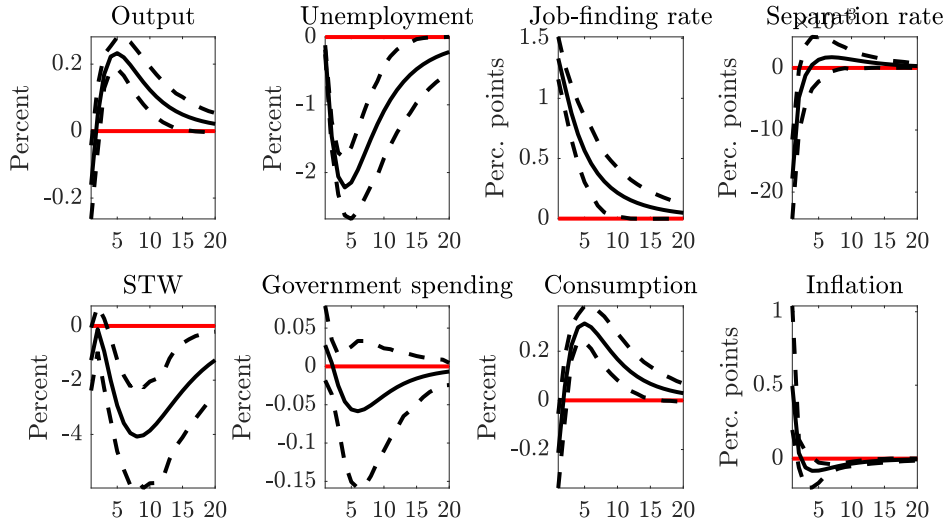 Output
Unemployment
Job-finding rate
Separation rate
×10⁻³
Percent
0.2
0
-0.2
5 10 15 20
Percent
0
-1
-2
5 10 15 20
Perc. points
1.5
1
0.5
0
5 10 15 20
Perc. points
0
-10
-20
5 10 15 20
STW
Government spending
Consumption
Inflation
Percent
0
-2
-4
5 10 15 20
Percent
0.05
0
-0.05
-0.1
-0.15
5 10 15 20
Percent
0.2
0
-0.2
5 10 15 20
Perc. points
1
0.5
0
5 10 15 20